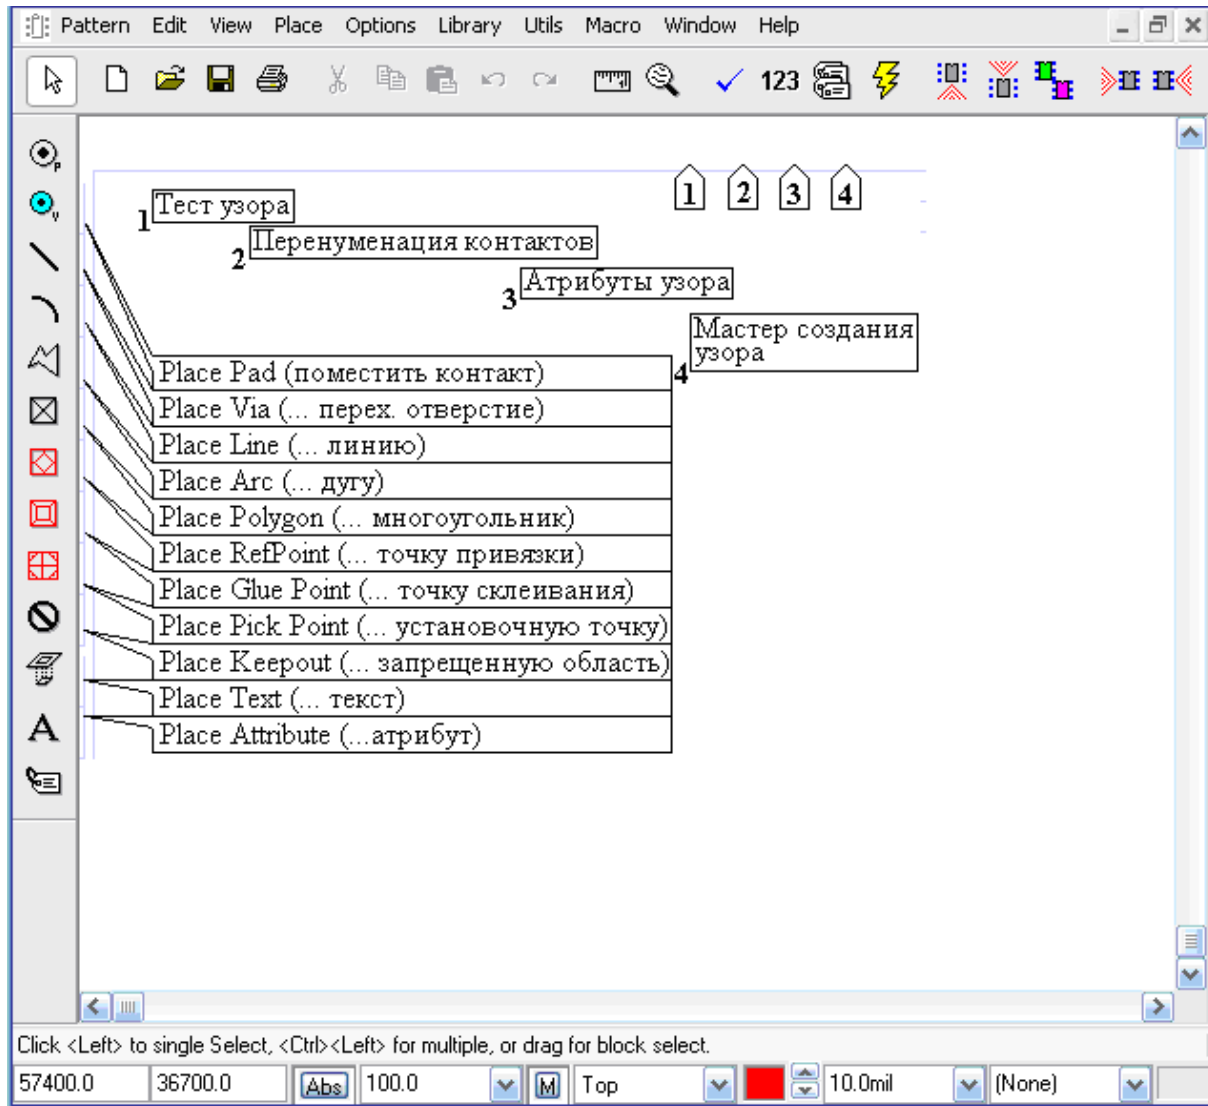 Pattern Edit View Place Options Library Utils Macro Window Help
123
1 2 3 4
1 Тест узора
2 Перенуменация контактов
3 Атрибуты узора
4 Мастер создания
узора
Place Pad (поместить контакт)
Place Via (... перех. отверстие)
Place Line (... линию)
Place Arc (... дугу)
Place Polygon (... многоугольник)
Place RefPoint (... точку привязки)
Place Glue Point (... точку склеивания)
Place Pick Point (... установочную точку)
Place Keepout (... запрещенную область)
Place Text (... текст)
Place Attribute (...атрибут)
Click <Left> to single Select, <Ctrl><Left> for multiple, or drag for block select.
57400.0 36700.0 Abs 100.0 M Top 10.0mil (None)